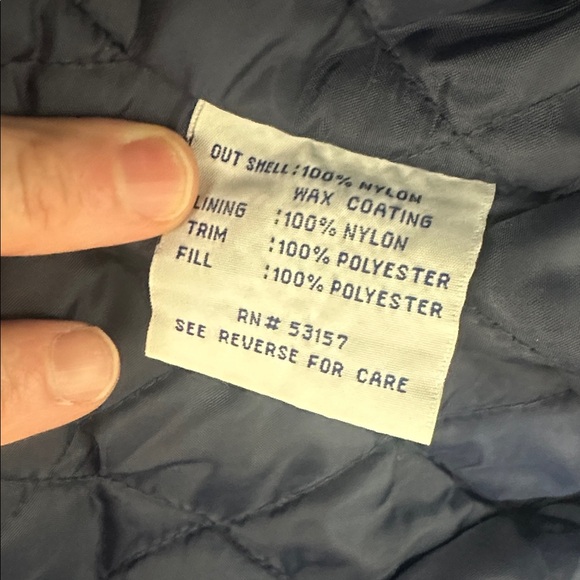 OUT SHELL:100% NYLON
WAX COATING
LINING :100% NYLON
TRIM :100% POLYESTER
FILL :100% POLYESTER
RN# 53157
SEE REVERSE FOR CARE